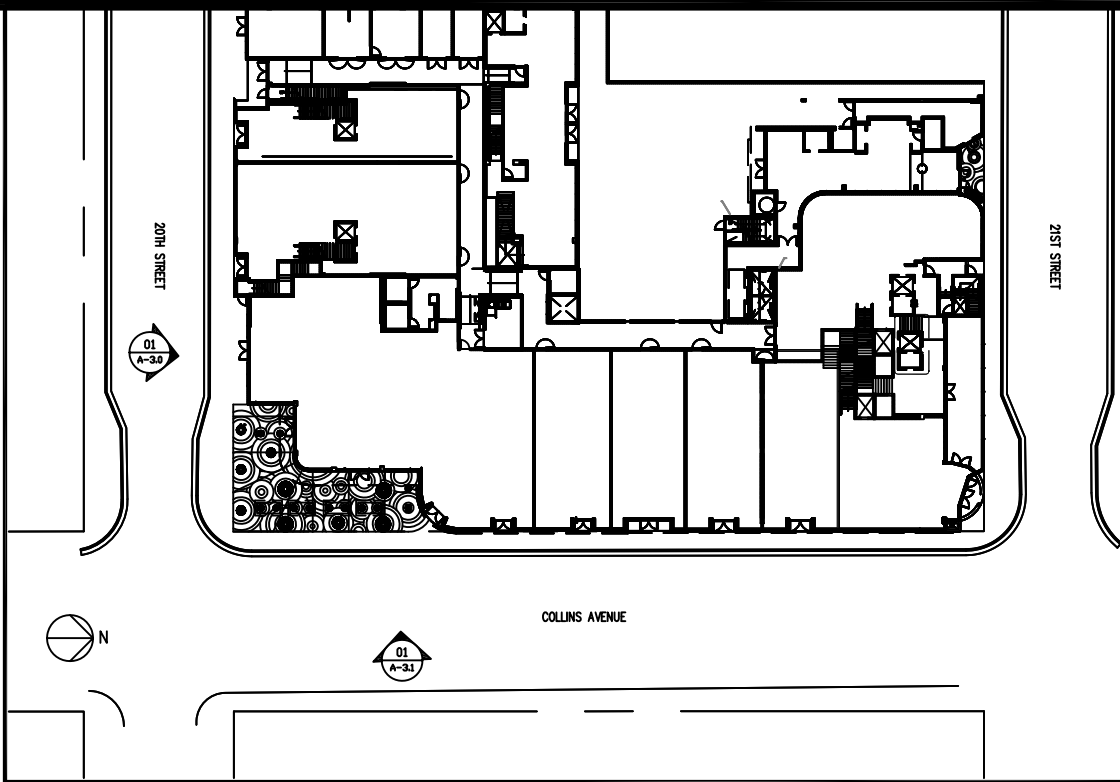 20TH STREET
21ST STREET
01
A-3.0
COLLINS AVENUE
N
01
A-3.1